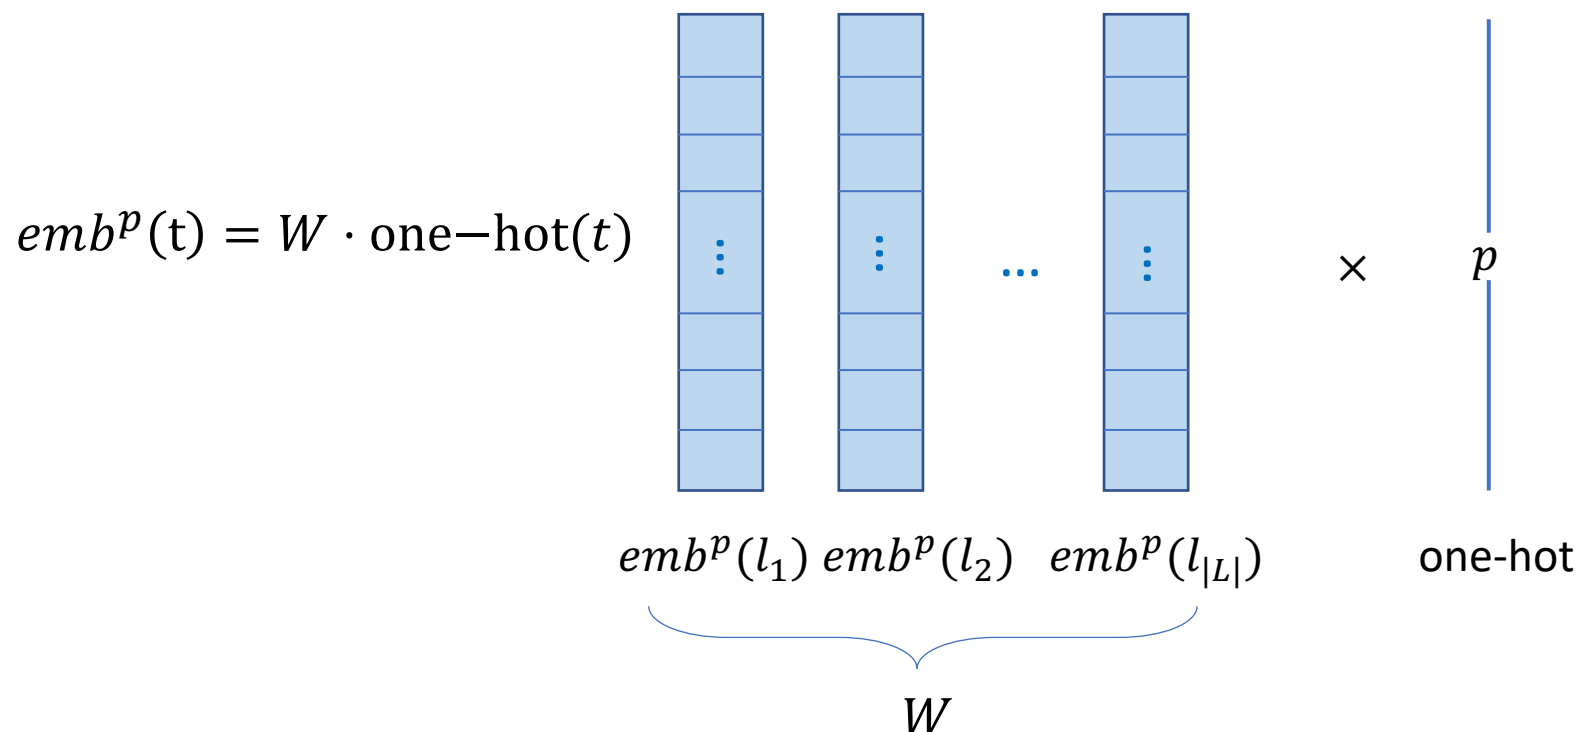 emb^p(t) = W · one−hot(t)
⋮ ⋮ … ⋮ × p
emb^p(l_1) emb^p(l_2) emb^p(l_{|L|}) one-hot
W